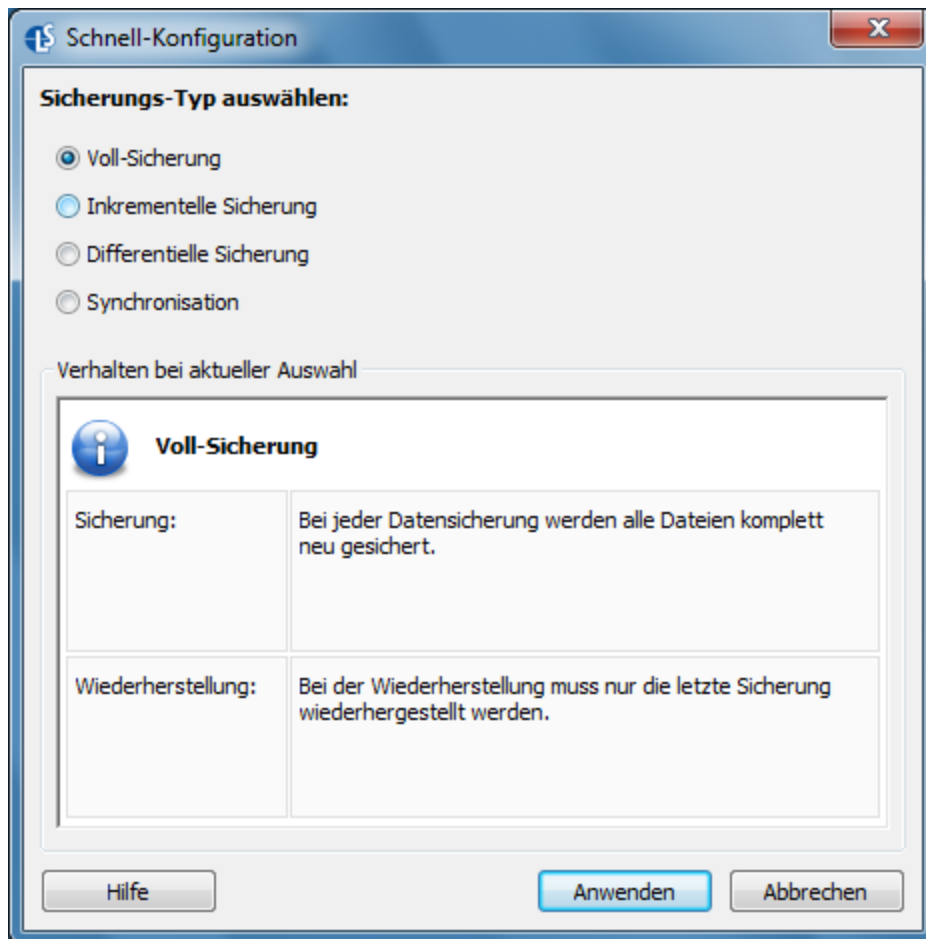 Schnell-Konfiguration
Sicherungs-Typ auswählen:
Voll-Sicherung
Inkrementelle Sicherung
Differentielle Sicherung
Synchronisation
Verhalten bei aktueller Auswahl
Voll-Sicherung
Sicherung:
Bei jeder Datensicherung werden alle Dateien komplett
neu gesichert.
Wiederherstellung:
Bei der Wiederherstellung muss nur die letzte Sicherung
wiederhergestellt werden.
Hilfe
Anwenden
Abbrechen